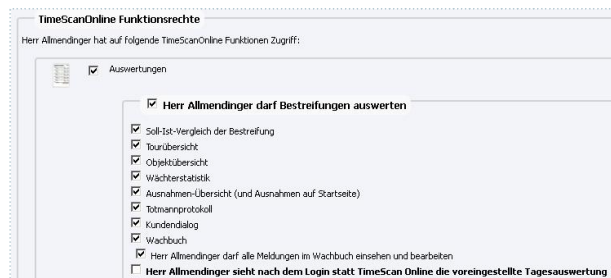 TimeScanOnline Funktionsrechte
Herr Allmendinger hat auf folgende TimeScanOnline Funktionen Zugriff:
Auswertungen
Herr Allmendinger darf Bestreifungen auswerten
Soll-Ist-Vergleich der Bestreifung
Tourübersicht
Objektübersicht
Wächterstatistik
Ausnahmen-Übersicht (und Ausnahmen auf Startseite)
Totmannprotokoll
Kundendialog
Wachbuch
Herr Allmendinger darf alle Meldungen im Wachbuch einsehen und bearbeiten
Herr Allmendinger sieht nach dem Login statt TimeScan Online die voreingestellte Tagesauswertung